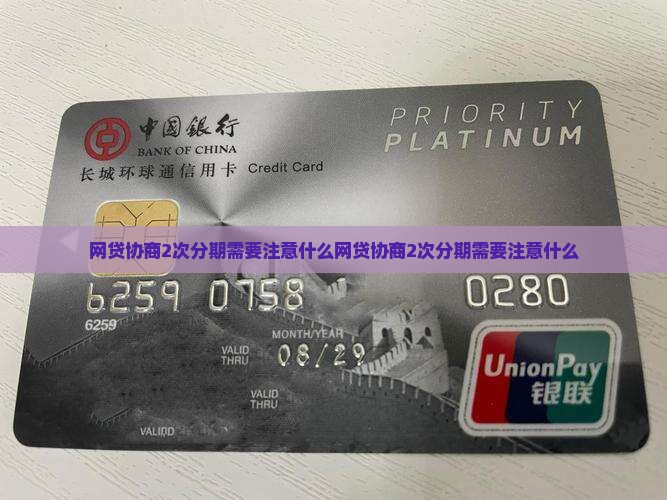 中国银行
BANK OF CHINA
长城环球通信用卡 Credit Card
PRIORITY
PLATINUM
网贷协商2次分期需要注意什么网贷协商2次分期需要注意什么
6259 0758 0280
6259
MONTH/YEAR
VALID
THRU
08/29
VALID
THRU
UnionPay
银联